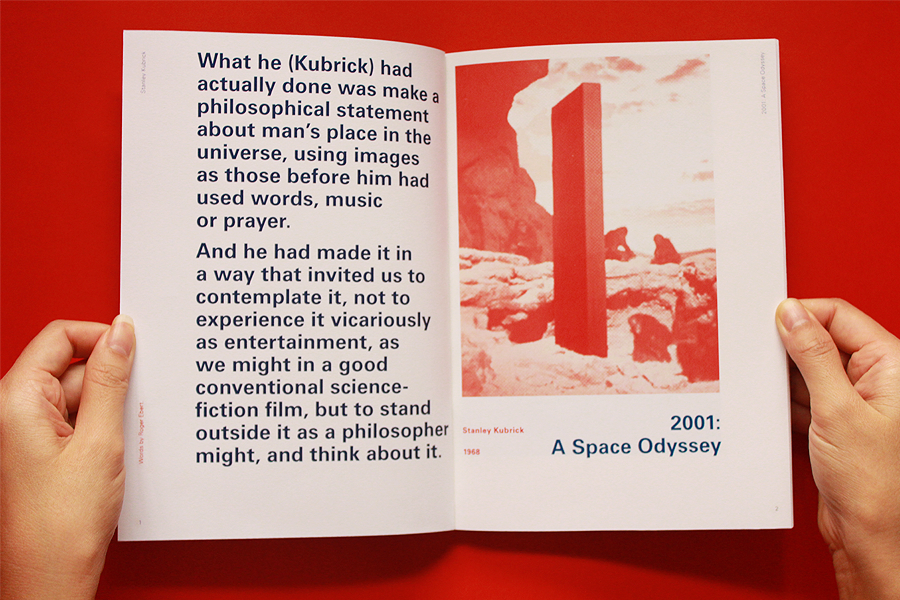 Stanley Kubrick
What he (Kubrick) had
actually done was make a
philosophical statement
about man's place in the
universe, using images
as those before him had
used words, music
or prayer.
And he had made it in
a way that invited us to
contemplate it, not to
experience it vicariously
as entertainment, as
we might in a good
conventional science-
fiction film, but to stand
outside it as a philosopher
might, and think about it.
Words by Roger Ebert
1
2001: A Space Odyssey
Stanley Kubrick
1968
2001:
A Space Odyssey
2